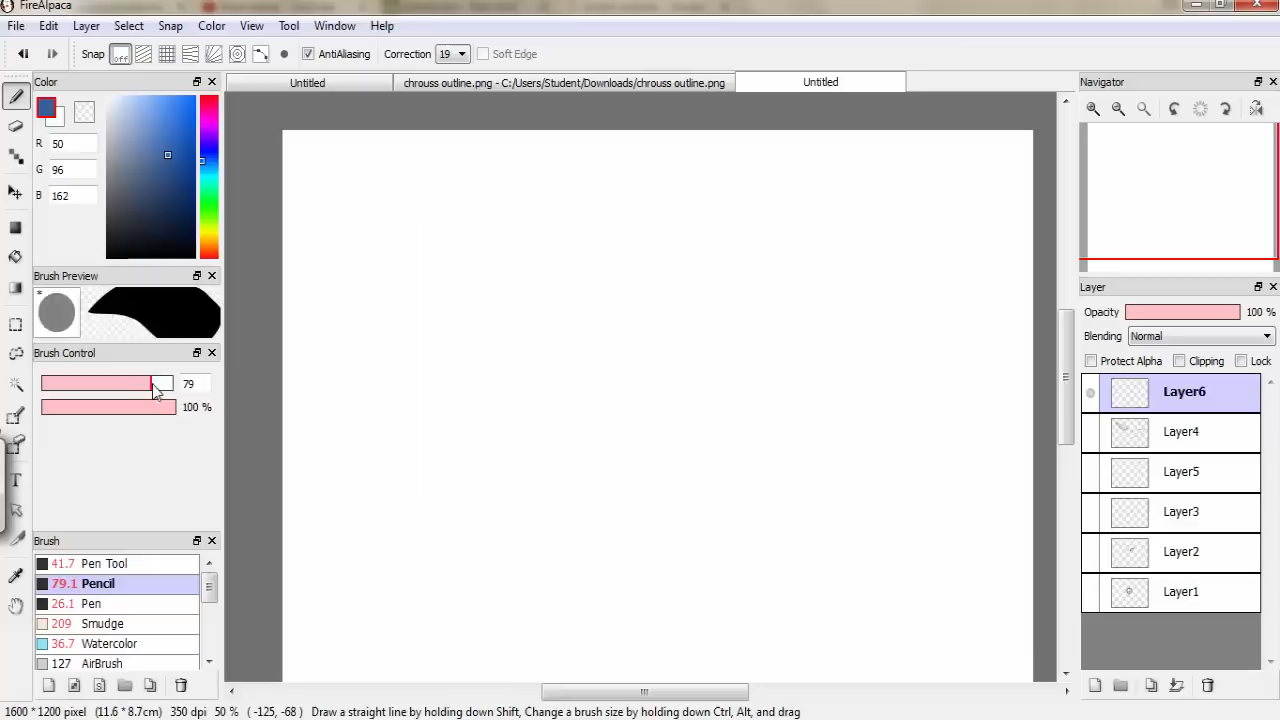 FireAlpaca
File Edit Layer Select Snap Color View Tool Window Help
Snap off AntiAliasing Correction 19 Soft Edge
Color
Untitled
chrouss outline.png - C:/Users/Student/Downloads/chrouss outline.png
Untitled
Navigator
R 50
G 96
B 162
Brush Preview
*
Brush Control
79
100 %
Brush
41.7 Pen Tool
79.1 Pencil
26.1 Pen
209 Smudge
36.7 Watercolor
127 AirBrush
T
Layer
Opacity 100 %
Blending Normal
Protect Alpha Clipping Lock
Layer6
Layer4
Layer5
Layer3
Layer2
Layer1
1600 * 1200 pixel (11.6 * 8.7cm) 350 dpi 50 % ( -125, -68 ) Draw a straight line by holding down Shift, Change a brush size by holding down Ctrl, Alt, and drag